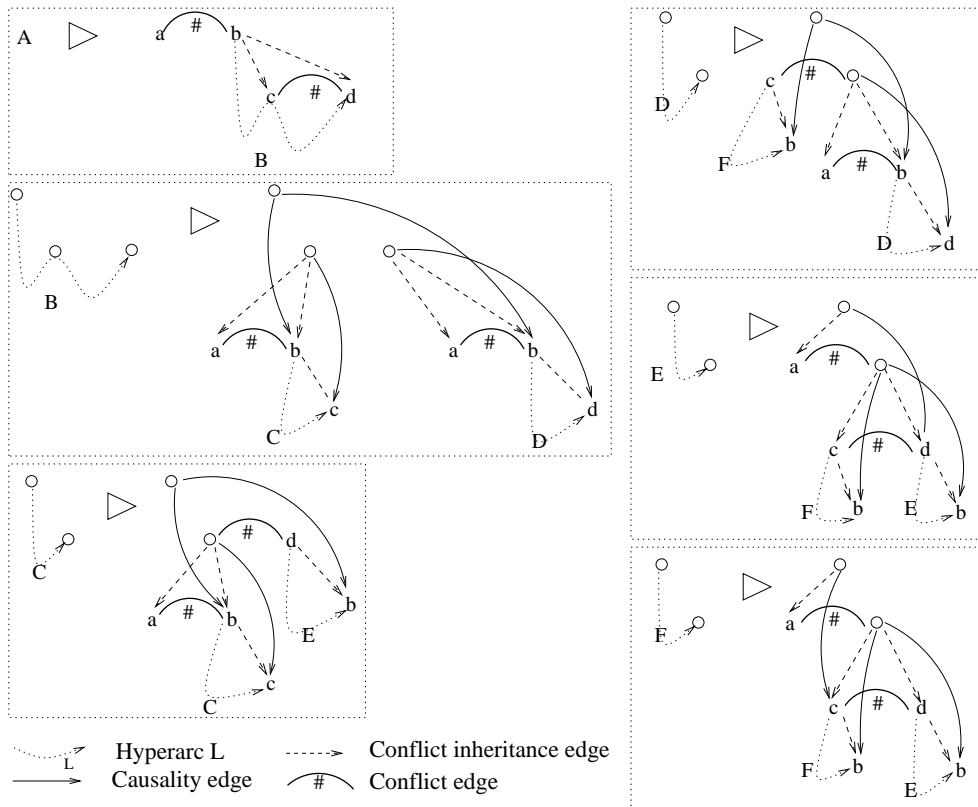 A
a # b
c # d
B
B
a # b
a # b
c
C
d
D
C
# d
a # b
b
E
c
C
D
c #
b
F
a # b
D
d
E
a #
c # d
F b E b
F
a #
c # d
F b E b
L Hyperarc L
Conflict inheritance edge
Causality edge
# Conflict edge